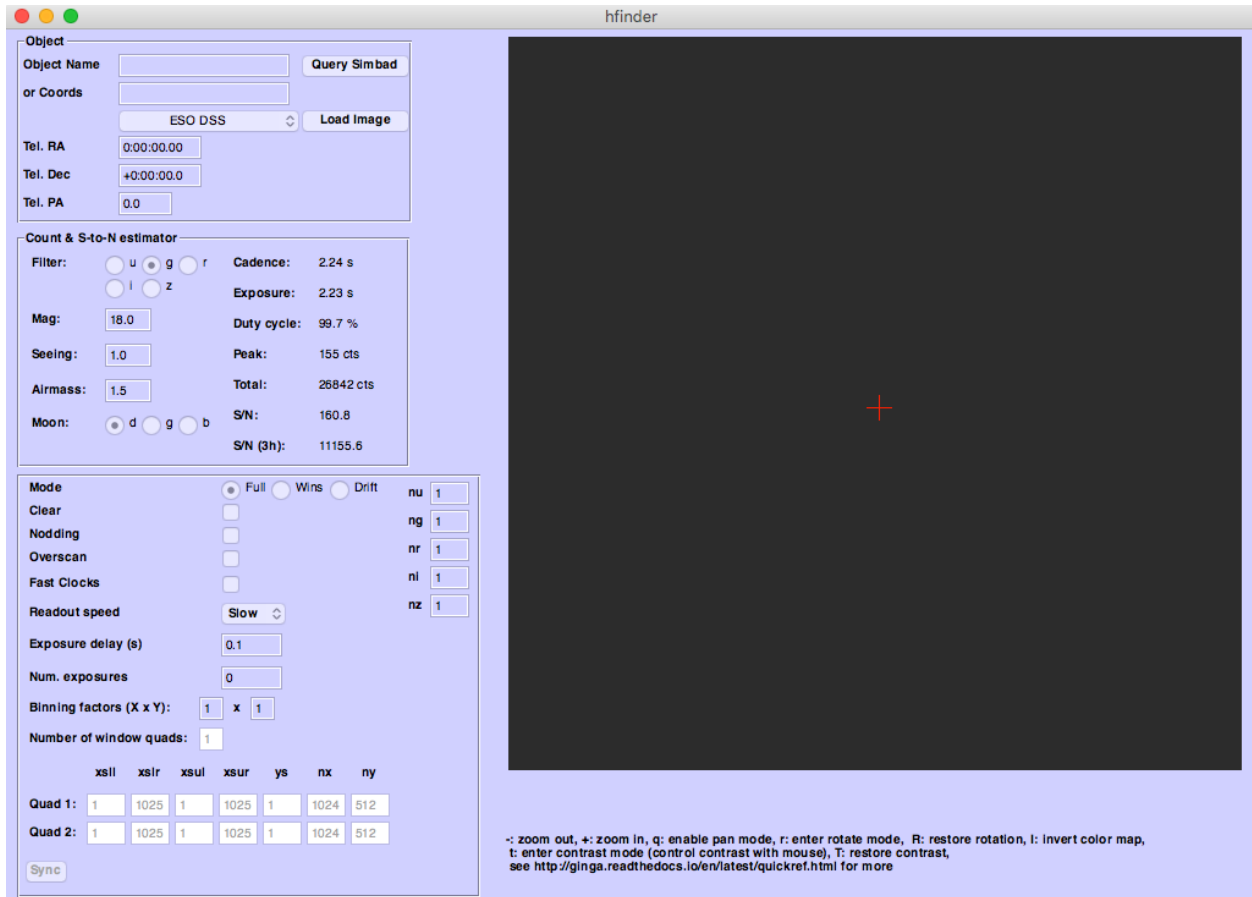 hfinder
Object
Object Name Query Simbad
or Coords
ESO DSS Load Image
Tel. RA 0:00:00.00
Tel. Dec +0:00:00.0
Tel. PA 0.0
Count & S-to-N estimator
Filter: u g r
i z
Mag: 18.0
Seeing: 1.0
Airmass: 1.5
Moon: d g b
Cadence: 2.24 s
Exposure: 2.23 s
Duty cycle: 99.7 %
Peak: 155 cts
Total: 26842 cts
S/N: 160.8
S/N (3h): 11155.6
Mode Full Wins Drift
Clear
Nodding
Overscan
Fast Clocks
Readout speed Slow
Exposure delay (s) 0.1
Num. exposures 0
Binning factors (X x Y): 1 x 1
Number of window quads: 1
nu 1
ng 1
nr 1
ni 1
nz 1
xsll xslr xsul xsur ys nx ny
Quad 1: 1 1025 1 1025 1 1024 512
Quad 2: 1 1025 1 1025 1 1024 512
Sync
-: zoom out, +: zoom in, q: enable pan mode, r: enter rotate mode, R: restore rotation, I: invert color map,
t: enter contrast mode (control contrast with mouse), T: restore contrast,
see http://ginga.readthedocs.io/en/latest/quickref.html for more